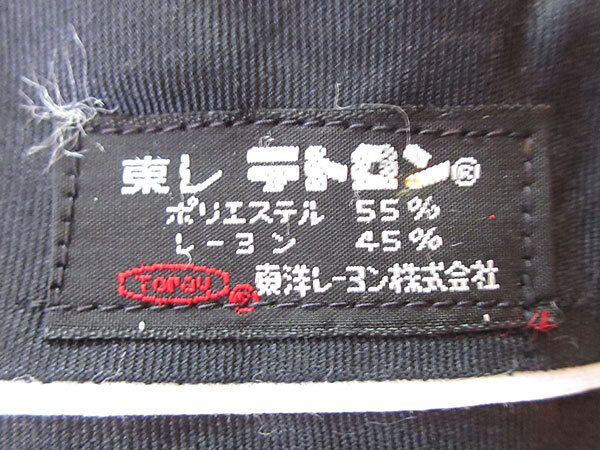 東レ テトロン®
ポリエステル 55%
レーヨン 45%
Toray ® 東洋レーヨン株式会社